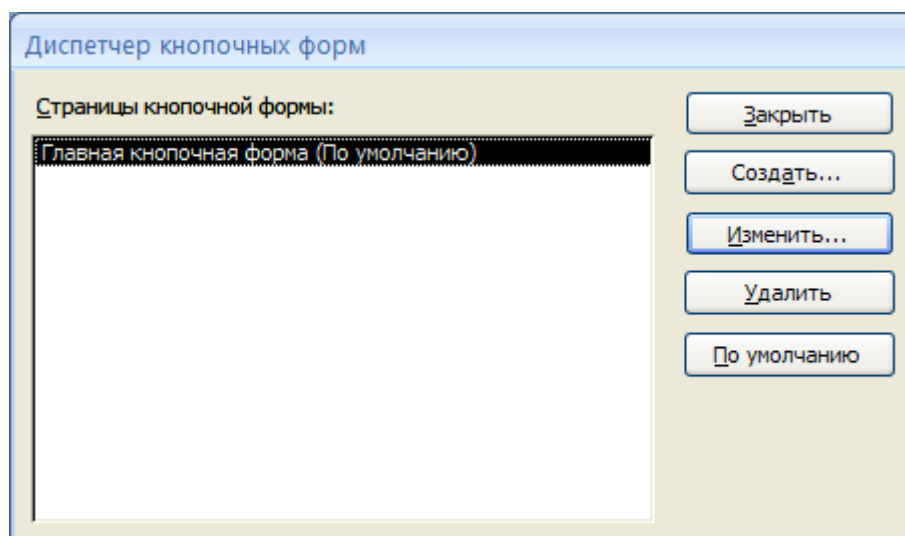 Диспетчер кнопочных форм
Страницы кнопочной формы:
Главная кнопочная форма (По умолчанию)
Закрыть
Создать...
Изменить...
Удалить
По умолчанию